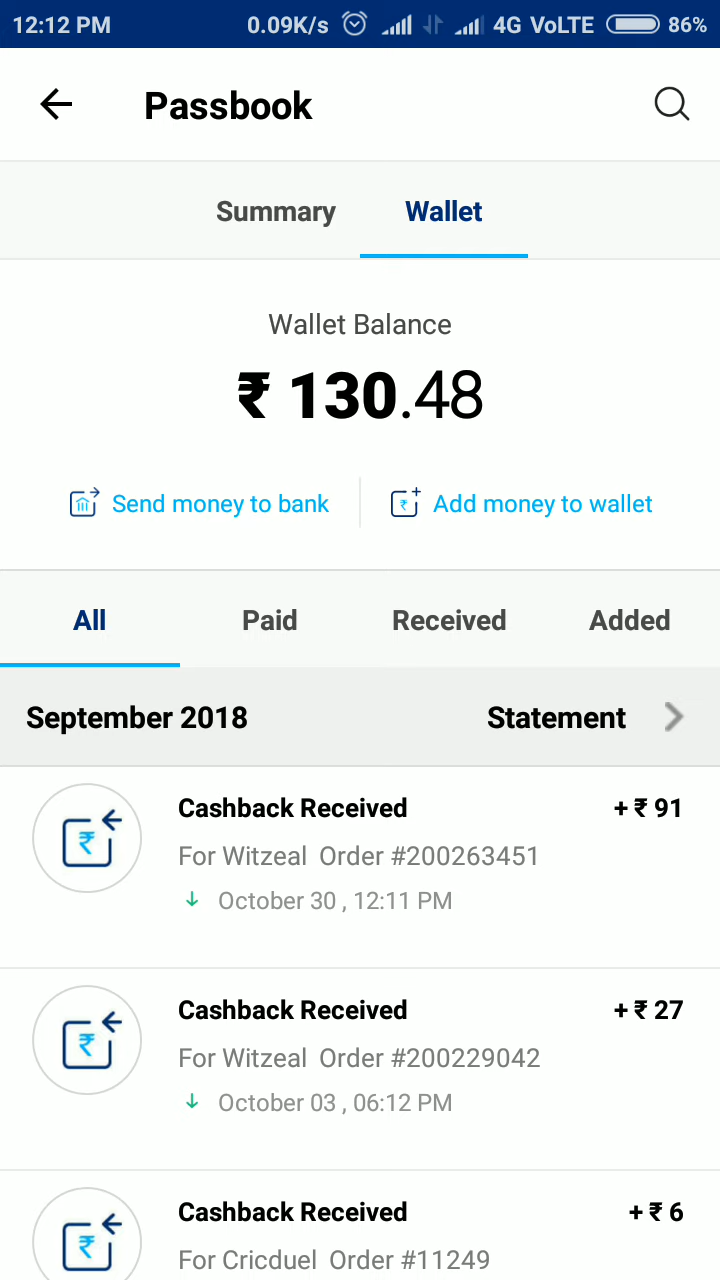 12:12 PM 0.09K/s 4G VoLTE 86%
Passbook
Summary Wallet
Wallet Balance
₹ 130.48
Send money to bank Add money to wallet
All Paid Received Added
September 2018 Statement
Cashback Received + ₹ 91
For Witzeal Order #200263451
October 30 , 12:11 PM
Cashback Received + ₹ 27
For Witzeal Order #200229042
October 03 , 06:12 PM
Cashback Received + ₹ 6
For Cricduel Order #11249